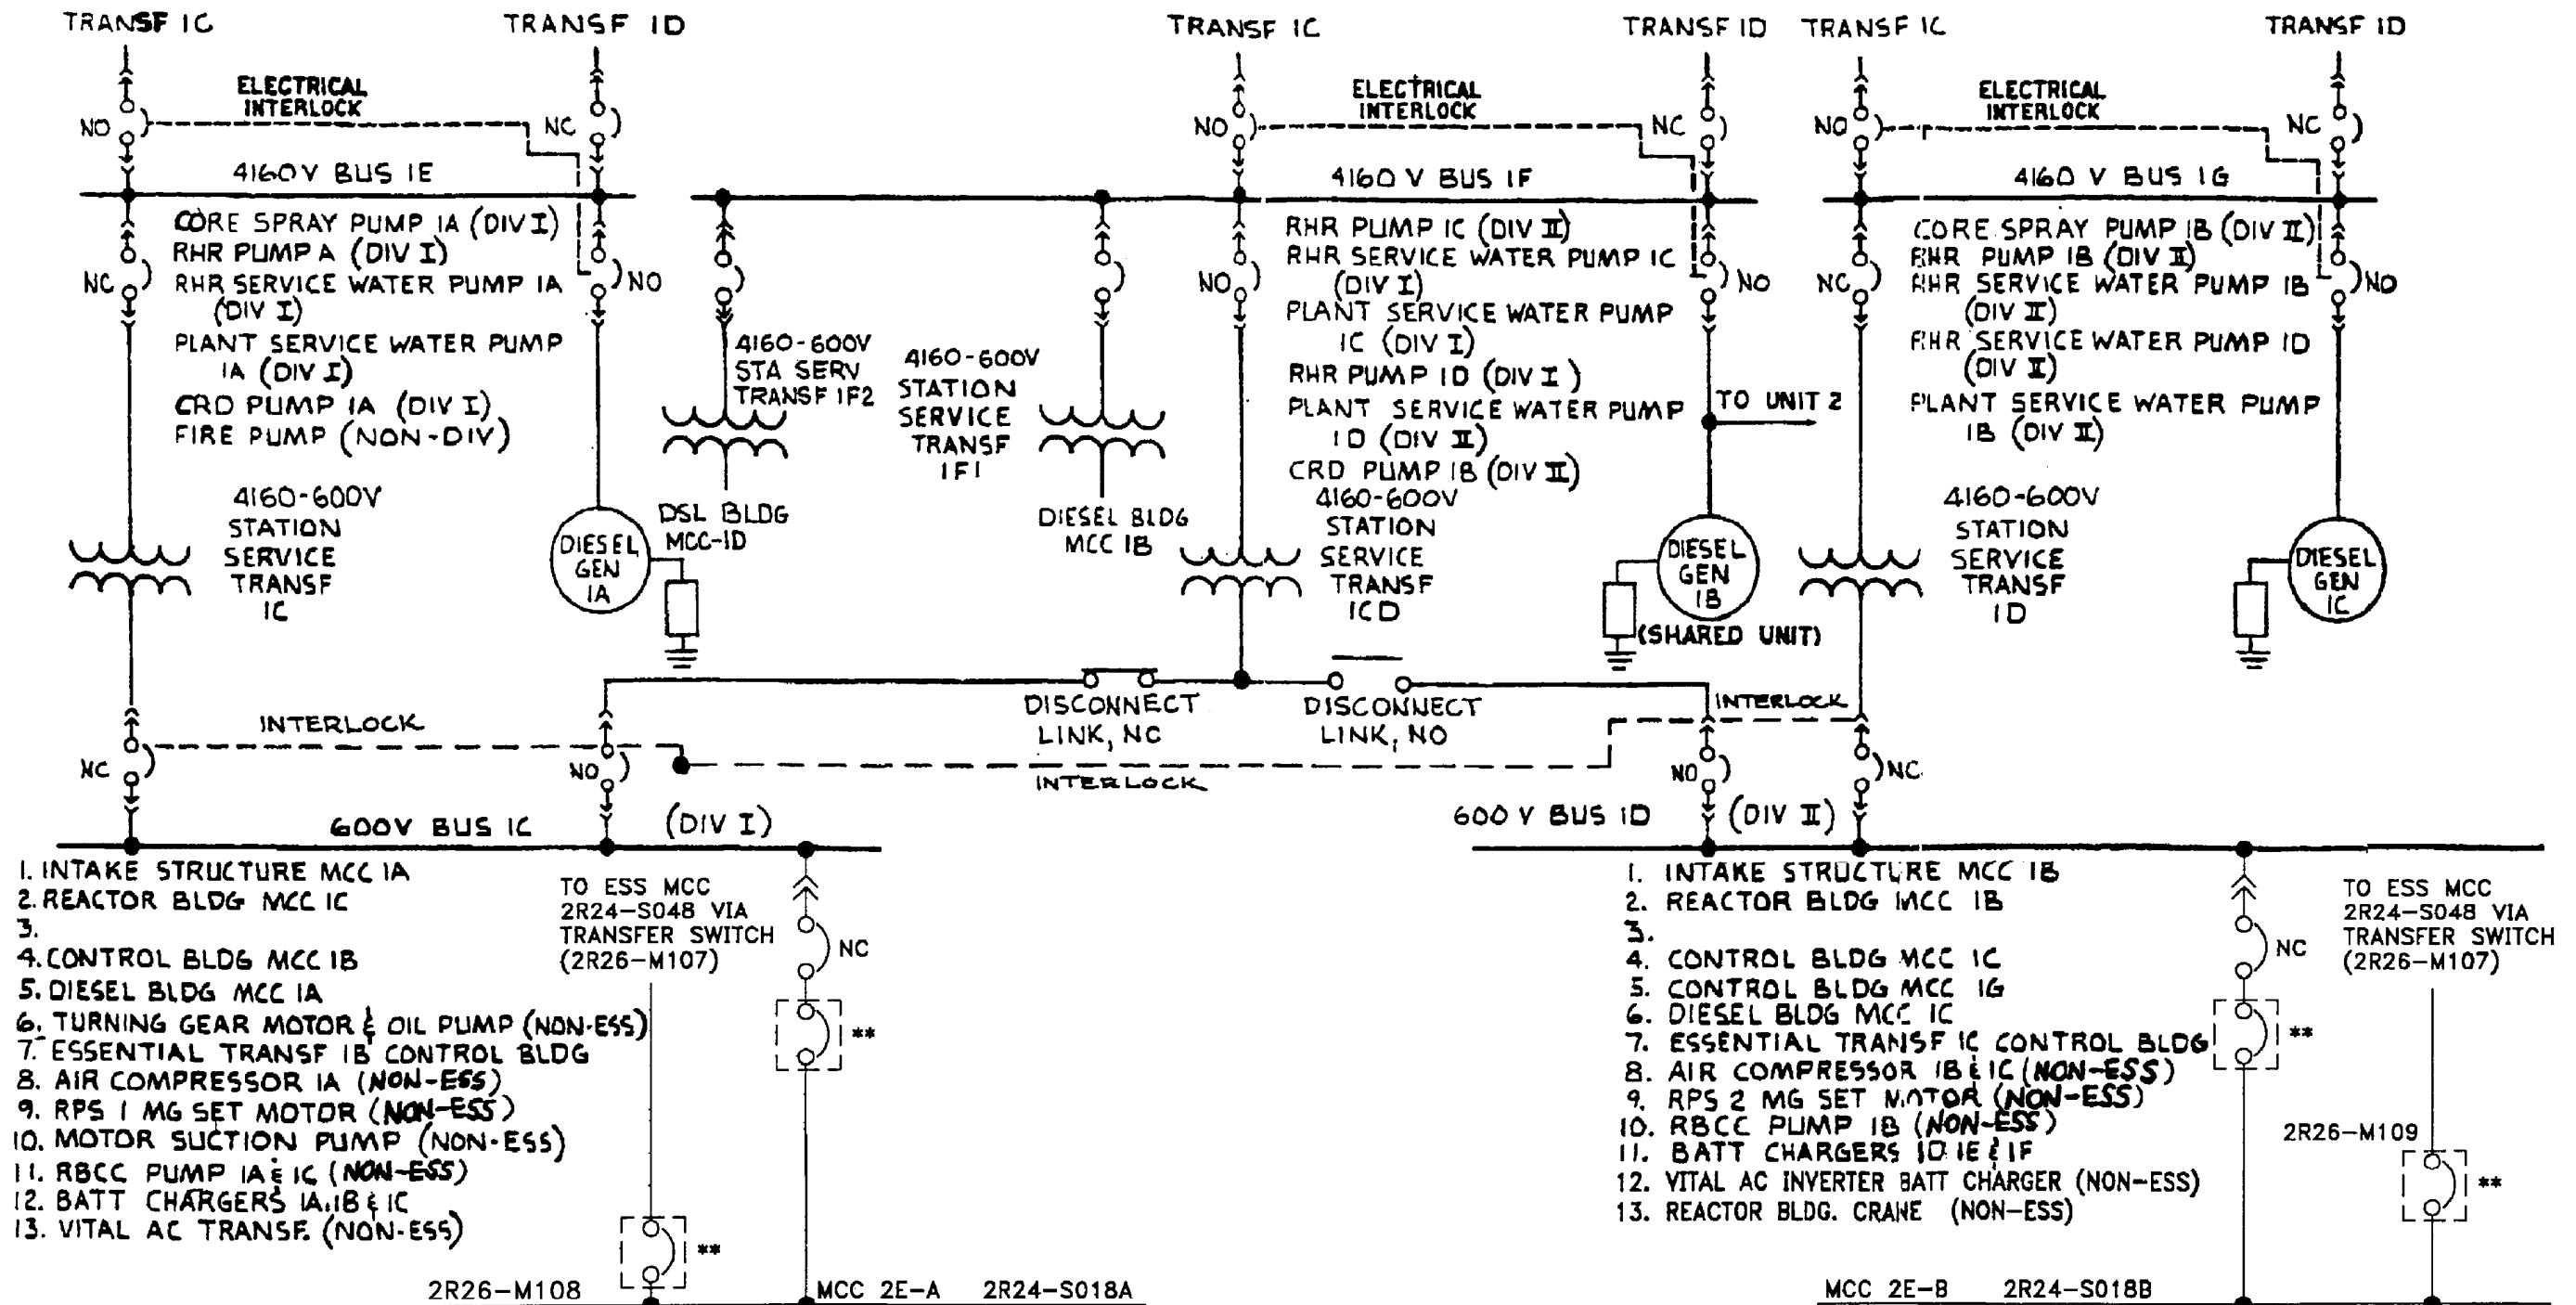 TRANSF 1C
TRANSF 1D
TRANSF 1C
TRANSF 1D
TRANSF 1C
TRANSF 1D
ELECTRICAL
INTERLOCK
ELECTRICAL
INTERLOCK
ELECTRICAL
INTERLOCK
NO
NC
NO
NC
NO
NC
4160V BUS 1E
4160 V BUS 1F
4160 V BUS 1G
CORE SPRAY PUMP 1A (DIV I)
RHR PUMP A (DIV I)
RHR SERVICE WATER PUMP 1A
(DIV I)
PLANT SERVICE WATER PUMP
1A (DIV I)
CRD PUMP 1A (DIV I)
FIRE PUMP (NON-DIV)
NC
NO
4160-600V
STATION
SERVICE
TRANSF
1C
DIESEL
GEN
1A
4160-600V
STA SERV
TRANSF 1F2
DSL BLDG
MCC-1D
4160-600V
STATION
SERVICE
TRANSF
1F1
DIESEL BLDG
MCC 1B
NO
RHR PUMP 1C (DIV II)
RHR SERVICE WATER PUMP 1C
(DIV I)
PLANT SERVICE WATER PUMP
1C (DIV I)
RHR PUMP 1D (DIV I)
PLANT SERVICE WATER PUMP
1D (DIV II)
CRD PUMP 1B (DIV II)
4160-600V
STATION
SERVICE
TRANSF
1CD
NO
TO UNIT 2
DIESEL
GEN
1B
(SHARED UNIT)
NC
CORE SPRAY PUMP 1B (DIV II)
RHR PUMP 1B (DIV II)
RHR SERVICE WATER PUMP 1B
(DIV II)
RHR SERVICE WATER PUMP 1D
(DIV II)
PLANT SERVICE WATER PUMP
1B (DIV II)
NO
4160-600V
STATION
SERVICE
TRANSF
1D
DIESEL
GEN
1C
DISCONNECT
LINK, NC
DISCONNECT
LINK, NO
INTERLOCK
INTERLOCK
INTERLOCK
NC
NO
NO
NC
600V BUS 1C (DIV I)
600 V BUS 1D (DIV II)
1. INTAKE STRUCTURE MCC 1A
2. REACTOR BLDG MCC 1C
3.
4. CONTROL BLDG MCC 1B
5. DIESEL BLDG MCC 1A
6. TURNING GEAR MOTOR & OIL PUMP (NON-ESS)
7. ESSENTIAL TRANSF 1B CONTROL BLDG
8. AIR COMPRESSOR 1A (NON-ESS)
9. RPS 1 MG SET MOTOR (NON-ESS)
10. MOTOR SUCTION PUMP (NON-ESS)
11. RBCC PUMP 1A & 1C (NON-ESS)
12. BATT CHARGERS 1A, 1B & 1C
13. VITAL AC TRANSF. (NON-ESS)
TO ESS MCC
2R24-S048 VIA
TRANSFER SWITCH
(2R26-M107)
NC
**
**
2R26-M108
MCC 2E-A 2R24-S018A
1. INTAKE STRUCTURE MCC 1B
2. REACTOR BLDG MCC 1B
3.
4. CONTROL BLDG MCC 1C
5. CONTROL BLDG MCC 1G
6. DIESEL BLDG MCC 1C
7. ESSENTIAL TRANSF 1C CONTROL BLDG
8. AIR COMPRESSOR 1B & 1C (NON-ESS)
9. RPS 2 MG SET MOTOR (NON-ESS)
10. RBCC PUMP 1B (NON-ESS)
11. BATT CHARGERS 1D 1E & 1F
12. VITAL AC INVERTER BATT CHARGER (NON-ESS)
13. REACTOR BLDG. CRANE (NON-ESS)
NC
**
TO ESS MCC
2R24-S048 VIA
TRANSFER SWITCH
(2R26-M107)
2R26-M109
**
MCC 2E-B 2R24-S018B